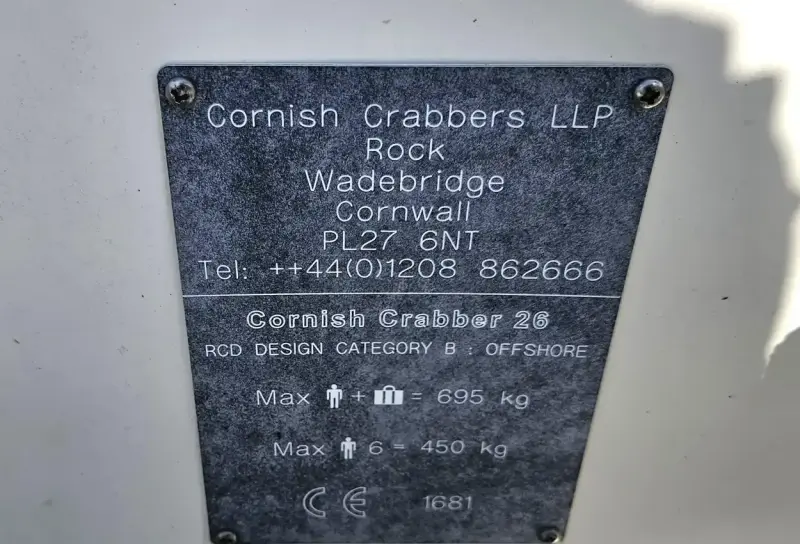 Cornish Crabbers LLP
Rock
Wadebridge
Cornwall
PL27 6NT
Tel: ++44(0)1208 862666
Cornish Crabber 26
RCD DESIGN CATEGORY B : OFFSHORE
Max + = 695 kg
Max 6 = 450 kg
CE 1681